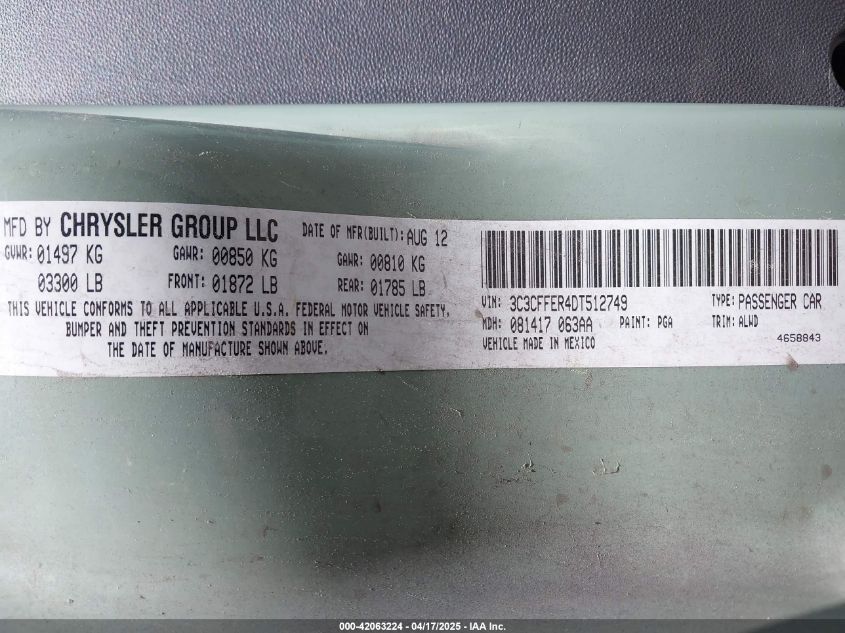 MFD BY CHRYSLER GROUP LLC
DATE OF MFR(BUILT): AUG 12
GVWR: 01497 KG
GAWR: 00850 KG
GAWR: 00810 KG
03300 LB
FRONT: 01872 LB
REAR: 01785 LB
THIS VEHICLE CONFORMS TO ALL APPLICABLE U.S.A. FEDERAL MOTOR VEHICLE SAFETY,
BUMPER AND THEFT PREVENTION STANDARDS IN EFFECT ON
THE DATE OF MANUFACTURE SHOWN ABOVE.
VIN: 3C3CFFER4DT512749
TYPE: PASSENGER CAR
MDH: 081417 063AA
PAINT: PGA
TRIM: ALWD
VEHICLE MADE IN MEXICO
4658843
000-42063224 - 04/17/2025 - IAA Inc.